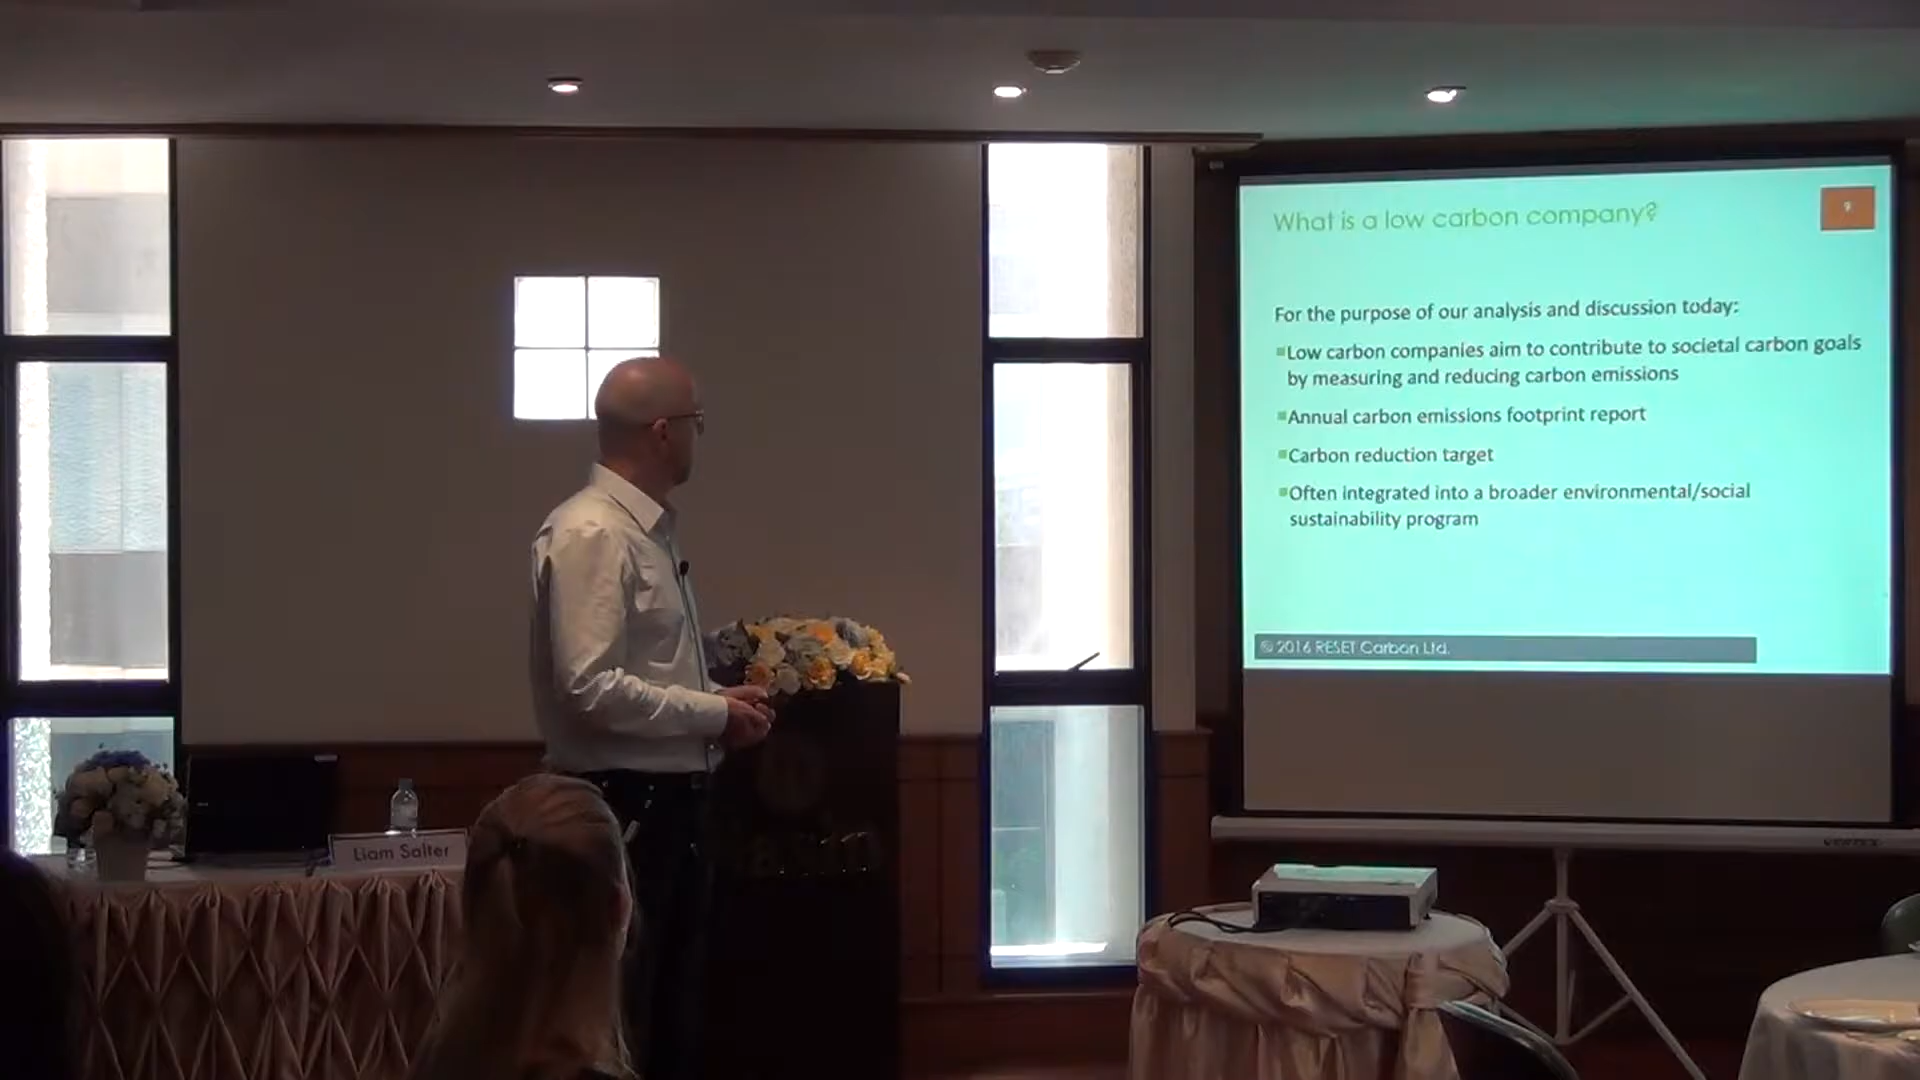 What is a low carbon company?
9
For the purpose of our analysis and discussion today:
Low carbon companies aim to contribute to societal carbon goals
by measuring and reducing carbon emissions
Annual carbon emissions footprint report
Carbon reduction target
Often integrated into a broader environmental/social
sustainability program
© 2016 RESET Carbon Ltd.
Liam Salter